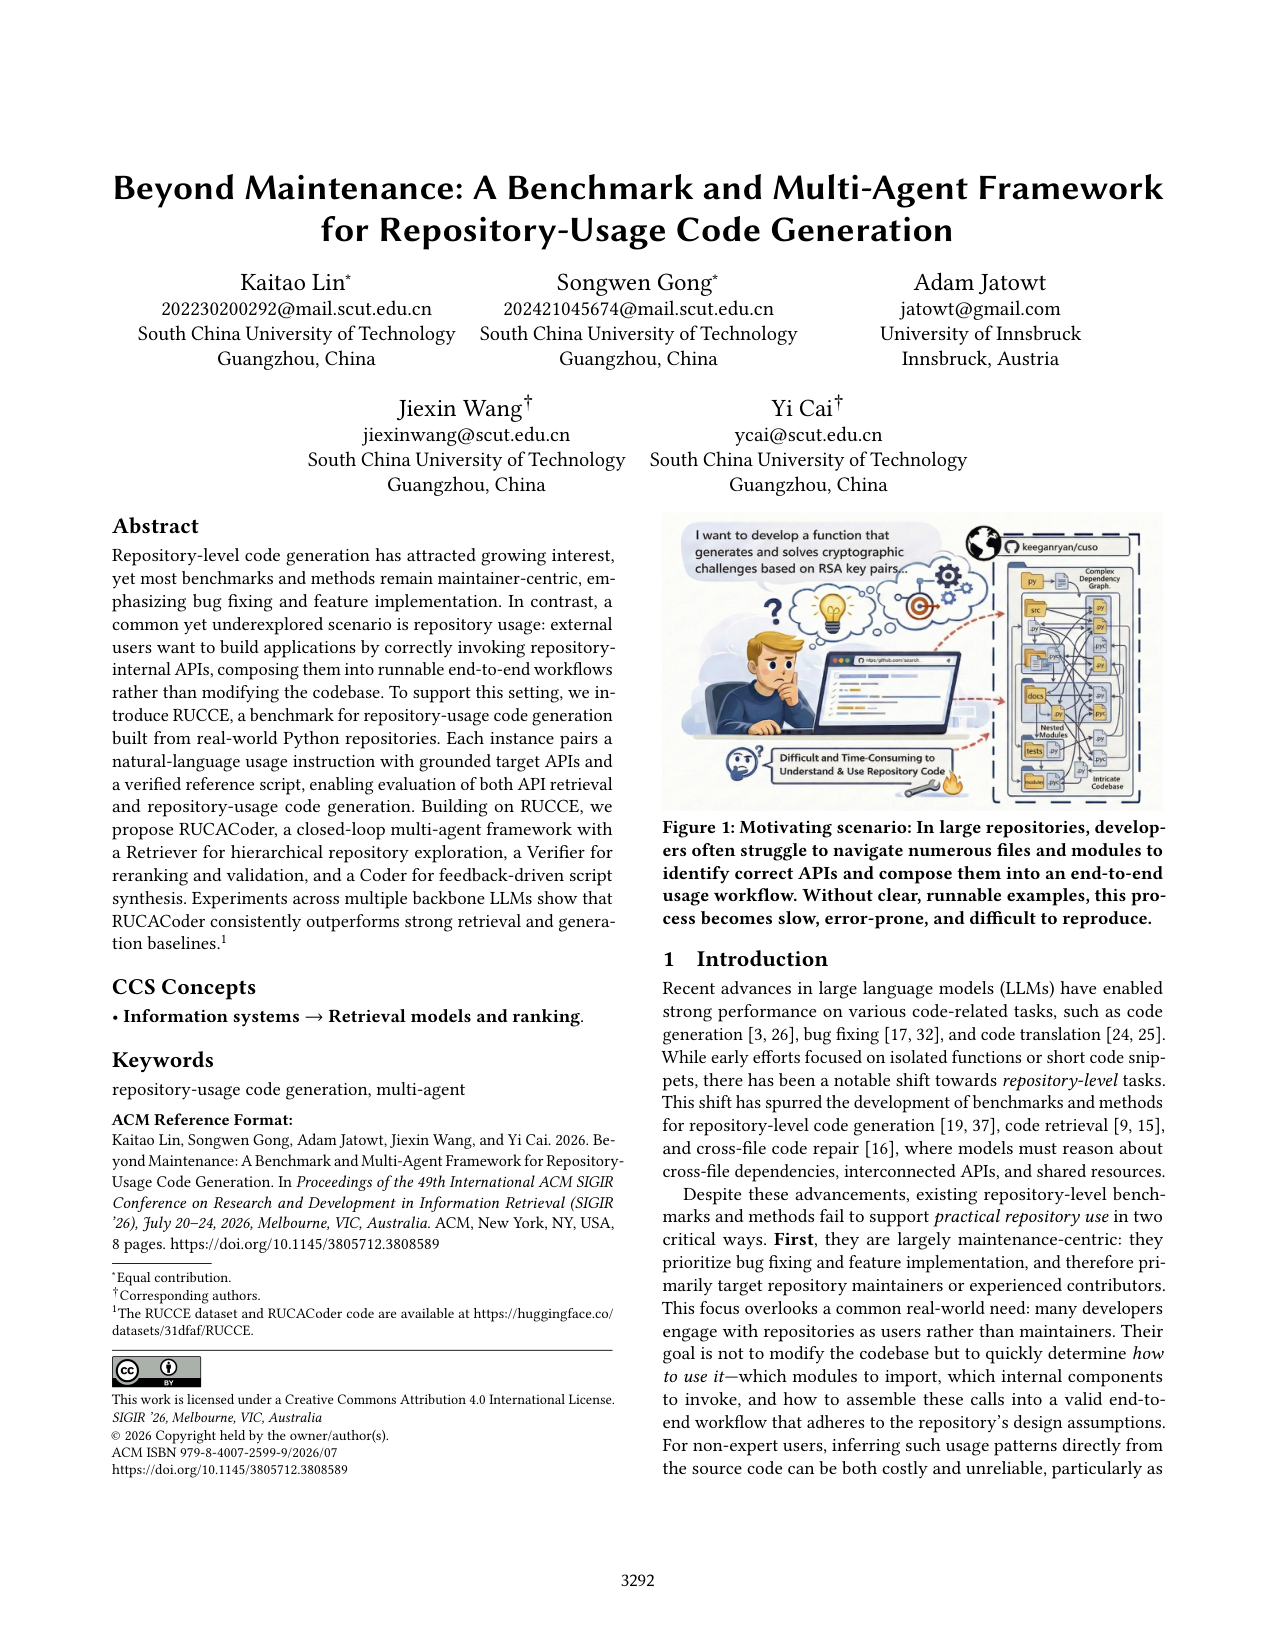 Beyond Maintenance: A Benchmark and Multi-Agent Framework
for Repository-Usage Code Generation
Kaitao Lin*
202230200292@mail.scut.edu.cn
South China University of Technology
Guangzhou, China
Songwen Gong*
202421045674@mail.scut.edu.cn
South China University of Technology
Guangzhou, China
Adam Jatowt
jatowt@gmail.com
University of Innsbruck
Innsbruck, Austria
Jiexin Wang†
jiexinwang@scut.edu.cn
South China University of Technology
Guangzhou, China
Yi Cai†
ycai@scut.edu.cn
South China University of Technology
Guangzhou, China
Abstract
Repository-level code generation has attracted growing interest,
yet most benchmarks and methods remain maintainer-centric, em-
phasizing bug fixing and feature implementation. In contrast, a
common yet underexplored scenario is repository usage: external
users want to build applications by correctly invoking repository-
internal APIs, composing them into runnable end-to-end workflows
rather than modifying the codebase. To support this setting, we in-
troduce RUCCE, a benchmark for repository-usage code generation
built from real-world Python repositories. Each instance pairs a
natural-language usage instruction with grounded target APIs and
a verified reference script, enabling evaluation of both API retrieval
and repository-usage code generation. Building on RUCCE, we
propose RUCACoder, a closed-loop multi-agent framework with
a Retriever for hierarchical repository exploration, a Verifier for
reranking and validation, and a Coder for feedback-driven script
synthesis. Experiments across multiple backbone LLMs show that
RUCACoder consistently outperforms strong retrieval and genera-
tion baselines.1
CCS Concepts
• Information systems → Retrieval models and ranking.
Keywords
repository-usage code generation, multi-agent
ACM Reference Format:
Kaitao Lin, Songwen Gong, Adam Jatowt, Jiexin Wang, and Yi Cai. 2026. Be-
yond Maintenance: A Benchmark and Multi-Agent Framework for Repository-
Usage Code Generation. In Proceedings of the 49th International ACM SIGIR
Conference on Research and Development in Information Retrieval (SIGIR
'26), July 20–24, 2026, Melbourne, VIC, Australia. ACM, New York, NY, USA,
8 pages. https://doi.org/10.1145/3805712.3808589
*Equal contribution.
†Corresponding authors.
1The RUCCE dataset and RUCACoder code are available at https://huggingface.co/
datasets/31dfaf/RUCCE.
cc BY
This work is licensed under a Creative Commons Attribution 4.0 International License.
SIGIR '26, Melbourne, VIC, Australia
© 2026 Copyright held by the owner/author(s).
ACM ISBN 979-8-4007-2599-9/2026/07
https://doi.org/10.1145/3805712.3808589
I want to develop a function that
generates and solves cryptographic
challenges based on RSA key pairs...
Difficult and Time-Consuming to
Understand & Use Repository Code
keeganryan/cuso
Complex
Dependency
Graph.
py
src
docs
Nested
Modules
tests
modules
Intricate
Codebase
Figure 1: Motivating scenario: In large repositories, develop-
ers often struggle to navigate numerous files and modules to
identify correct APIs and compose them into an end-to-end
usage workflow. Without clear, runnable examples, this pro-
cess becomes slow, error-prone, and difficult to reproduce.
1 Introduction
Recent advances in large language models (LLMs) have enabled
strong performance on various code-related tasks, such as code
generation [3, 26], bug fixing [17, 32], and code translation [24, 25].
While early efforts focused on isolated functions or short code snip-
pets, there has been a notable shift towards repository-level tasks.
This shift has spurred the development of benchmarks and methods
for repository-level code generation [19, 37], code retrieval [9, 15],
and cross-file code repair [16], where models must reason about
cross-file dependencies, interconnected APIs, and shared resources.
Despite these advancements, existing repository-level bench-
marks and methods fail to support practical repository use in two
critical ways. First, they are largely maintenance-centric: they
prioritize bug fixing and feature implementation, and therefore pri-
marily target repository maintainers or experienced contributors.
This focus overlooks a common real-world need: many developers
engage with repositories as users rather than maintainers. Their
goal is not to modify the codebase but to quickly determine how
to use it—which modules to import, which internal components
to invoke, and how to assemble these calls into a valid end-to-
end workflow that adheres to the repository's design assumptions.
For non-expert users, inferring such usage patterns directly from
the source code can be both costly and unreliable, particularly as
3292